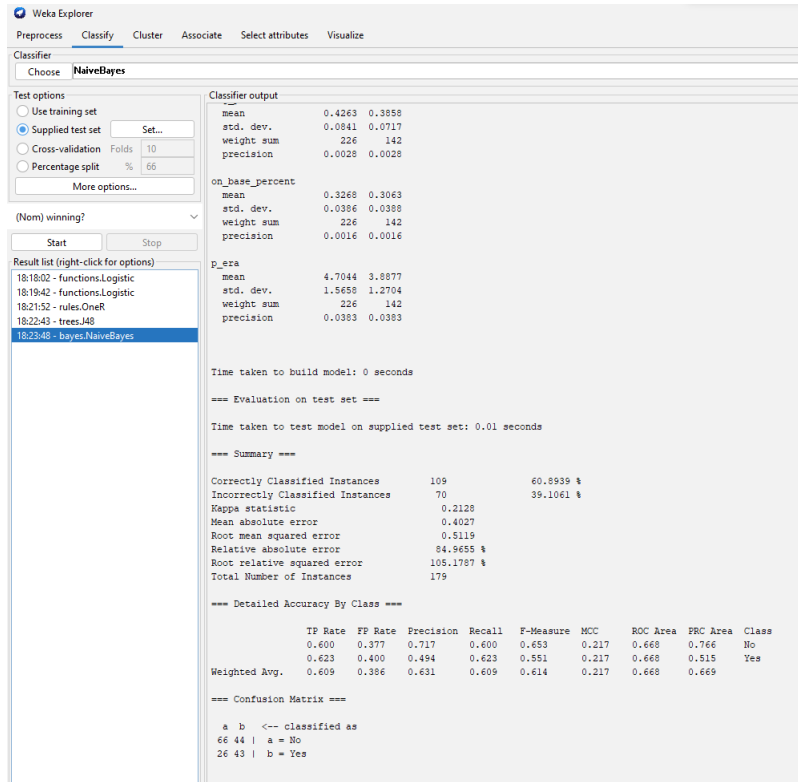 Weka Explorer
Preprocess Classify Cluster Associate Select attributes Visualize
Classifier
Choose NaiveBayes
Test options
Use training set
Supplied test set Set...
Cross-validation Folds 10
Percentage split % 66
More options...
(Nom) winning?
Start Stop
Result list (right-click for options)
18:18:02 - functions.Logistic
18:19:42 - functions.Logistic
18:21:52 - rules.OneR
18:22:43 - trees.J48
18:23:48 - bayes.NaiveBayes
Classifier output
mean 0.4263 0.3858
std. dev. 0.0841 0.0717
weight sum 226 142
precision 0.0028 0.0028
on_base_percent
mean 0.3268 0.3063
std. dev. 0.0386 0.0388
weight sum 226 142
precision 0.0016 0.0016
p_era
mean 4.7044 3.8877
std. dev. 1.5658 1.2704
weight sum 226 142
precision 0.0383 0.0383
Time taken to build model: 0 seconds
=== Evaluation on test set ===
Time taken to test model on supplied test set: 0.01 seconds
=== Summary ===
Correctly Classified Instances 109 60.8939 %
Incorrectly Classified Instances 70 39.1061 %
Kappa statistic 0.2128
Mean absolute error 0.4027
Root mean squared error 0.5119
Relative absolute error 84.9655 %
Root relative squared error 105.1787 %
Total Number of Instances 179
=== Detailed Accuracy By Class ===
TP Rate FP Rate Precision Recall F-Measure MCC ROC Area PRC Area Class
0.600 0.377 0.717 0.600 0.653 0.217 0.668 0.766 No
0.623 0.400 0.494 0.623 0.551 0.217 0.668 0.515 Yes
Weighted Avg. 0.609 0.386 0.631 0.609 0.614 0.217 0.668 0.669
=== Confusion Matrix ===
a b <-- classified as
66 44 | a = No
26 43 | b = Yes